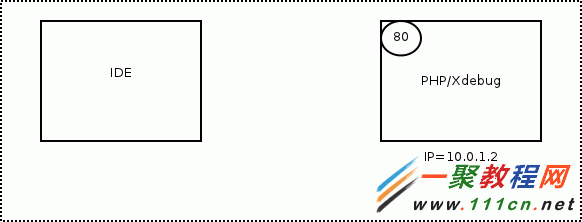 80
IDE
PHP/Xdebug
IP=10.0.1.2
一聚教程网
www.111cn.net